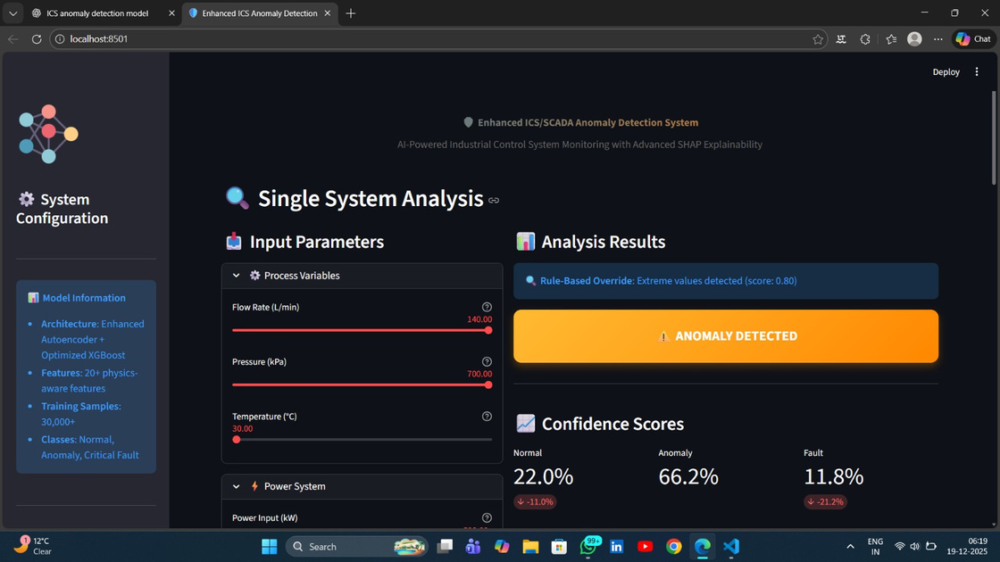 ICS anomaly detection model
Enhanced ICS Anomaly Detection
localhost:8501
Chat
Deploy
System
Configuration
Model Information
Architecture: Enhanced
Autoencoder +
Optimized XGBoost
Features: 20+ physics-
aware features
Training Samples:
30,000+
Classes: Normal,
Anomaly, Critical Fault
Enhanced ICS/SCADA Anomaly Detection System
AI-Powered Industrial Control System Monitoring with Advanced SHAP Explainability
Single System Analysis
Input Parameters
Process Variables
Flow Rate (L/min)
140.00
Pressure (kPa)
700.00
Temperature (°C)
30.00
Power System
Power Input (kW)
Analysis Results
Rule-Based Override: Extreme values detected (score: 0.80)
ANOMALY DETECTED
Confidence Scores
Normal
22.0%
↓ -11.0%
Anomaly
66.2%
Fault
11.8%
↓ -21.2%
1
12°C
Clear
Search
99+
ENG
IN
06:19
19-12-2025